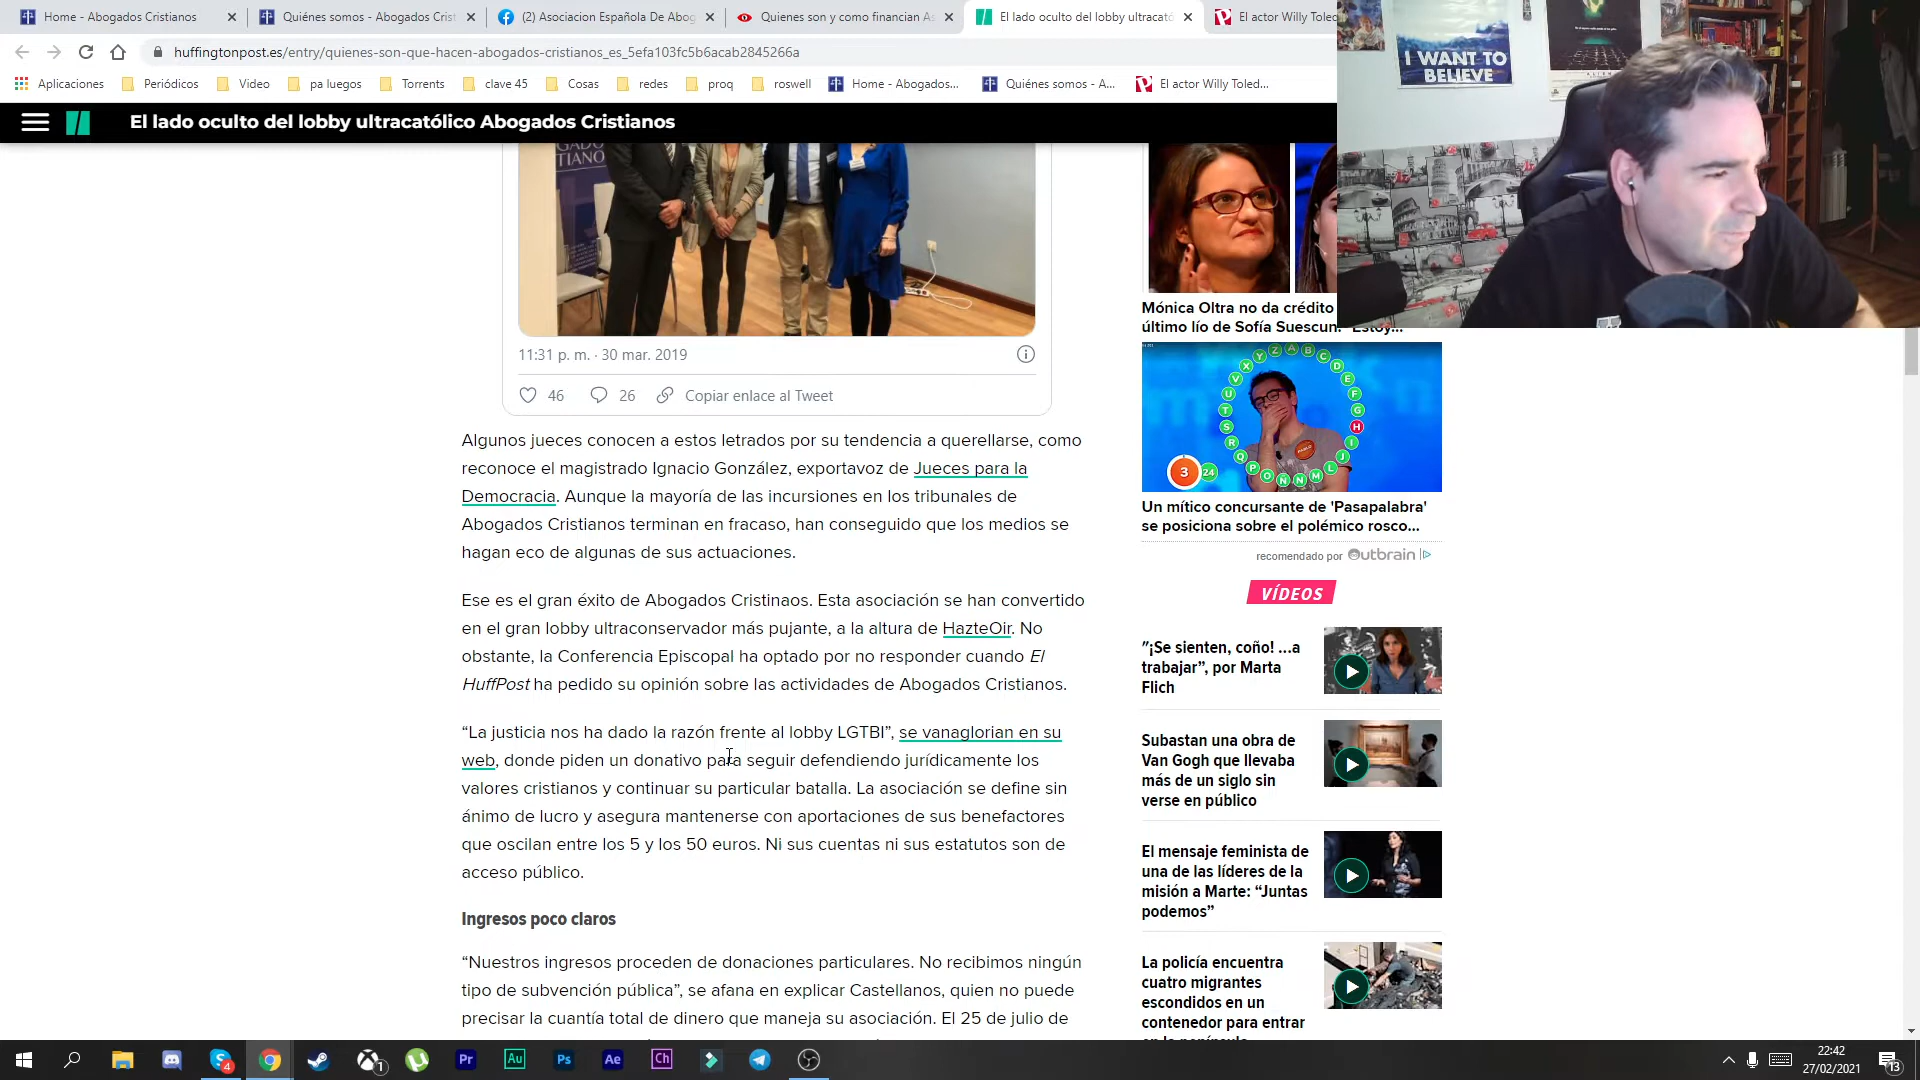 Home - Abogados Cristianos
Quiénes somos - Abogados Crist
(2) Asociacion Española De Abog
Quienes son y como financian As
El lado oculto del lobby ultracató
El actor Willy Toled
huffingtonpost.es/entry/quienes-son-que-hacen-abogados-cristianos_es_5efa103fc5b6acab2845266a
Aplicaciones
Periódicos
Video
pa luegos
Torrents
clave 45
Cosas
redes
proq
roswell
Home - Abogados...
Quiénes somos - A...
El actor Willy Toled...
I WANT TO
BELIEVE
El lado oculto del lobby ultracatólico Abogados Cristianos
11:31 p. m. · 30 mar. 2019
46
26
Copiar enlace al Tweet
Algunos jueces conocen a estos letrados por su tendencia a querellarse, como
reconoce el magistrado Ignacio González, exportavoz de Jueces para la
Democracia. Aunque la mayoría de las incursiones en los tribunales de
Abogados Cristianos terminan en fracaso, han conseguido que los medios se
hagan eco de algunas de sus actuaciones.
Ese es el gran éxito de Abogados Cristinaos. Esta asociación se han convertido
en el gran lobby ultraconservador más pujante, a la altura de HazteOir. No
obstante, la Conferencia Episcopal ha optado por no responder cuando El
HuffPost ha pedido su opinión sobre las actividades de Abogados Cristianos.
“La justicia nos ha dado la razón frente al lobby LGTBI”, se vanaglorian en su
web, donde piden un donativo para seguir defendiendo jurídicamente los
valores cristianos y continuar su particular batalla. La asociación se define sin
ánimo de lucro y asegura mantenerse con aportaciones de sus benefactores
que oscilan entre los 5 y los 50 euros. Ni sus cuentas ni sus estatutos son de
acceso público.
Ingresos poco claros
“Nuestros ingresos proceden de donaciones particulares. No recibimos ningún
tipo de subvención pública”, se afana en explicar Castellanos, quien no puede
precisar la cuantía total de dinero que maneja su asociación. El 25 de julio de
Mónica Oltra no da crédito
último lío de Sofía Suescun: "Estoy...
Un mítico concursante de 'Pasapalabra'
se posiciona sobre el polémico rosco...
recomendado por Outbrain
VÍDEOS
"¡Se sienten, coño! ...a
trabajar”, por Marta
Flich
Subastan una obra de
Van Gogh que llevaba
más de un siglo sin
verse en público
El mensaje feminista de
una de las líderes de la
misión a Marte: “Juntas
podemos”
La policía encuentra
cuatro migrantes
escondidos en un
contenedor para entrar
22:42
27/02/2021